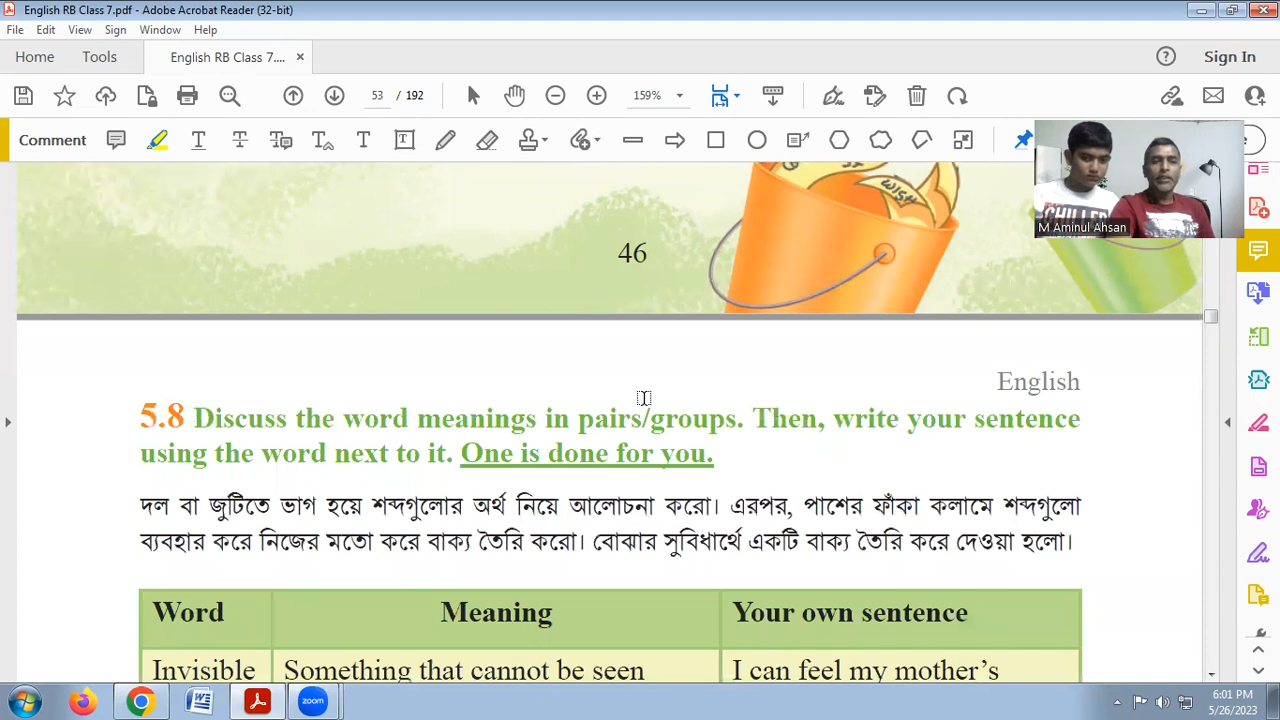 English RB Class 7.pdf - Adobe Acrobat Reader (32-bit)
File Edit View Sign Window Help
Home Tools English RB Class 7.... × Sign In
53 / 192 159%
Comment
M Aminul Ahsan
WISH
46
English
5.8 Discuss the word meanings in pairs/groups. Then, write your sentence
using the word next to it. One is done for you.
দল বা জুটিতে ভাগ হয়ে শব্দগুলোর অর্থ নিয়ে আলোচনা করো। এরপর, পাশের ফাঁকা কলামে শব্দগুলো
ব্যবহার করে নিজের মতো করে বাক্য তৈরি করো। বোঝার সুবিধার্থে একটি বাক্য তৈরি করে দেওয়া হলো।
Word Meaning Your own sentence
Invisible Something that cannot be seen I can feel my mother's
zoom
6:01 PM
5/26/2023